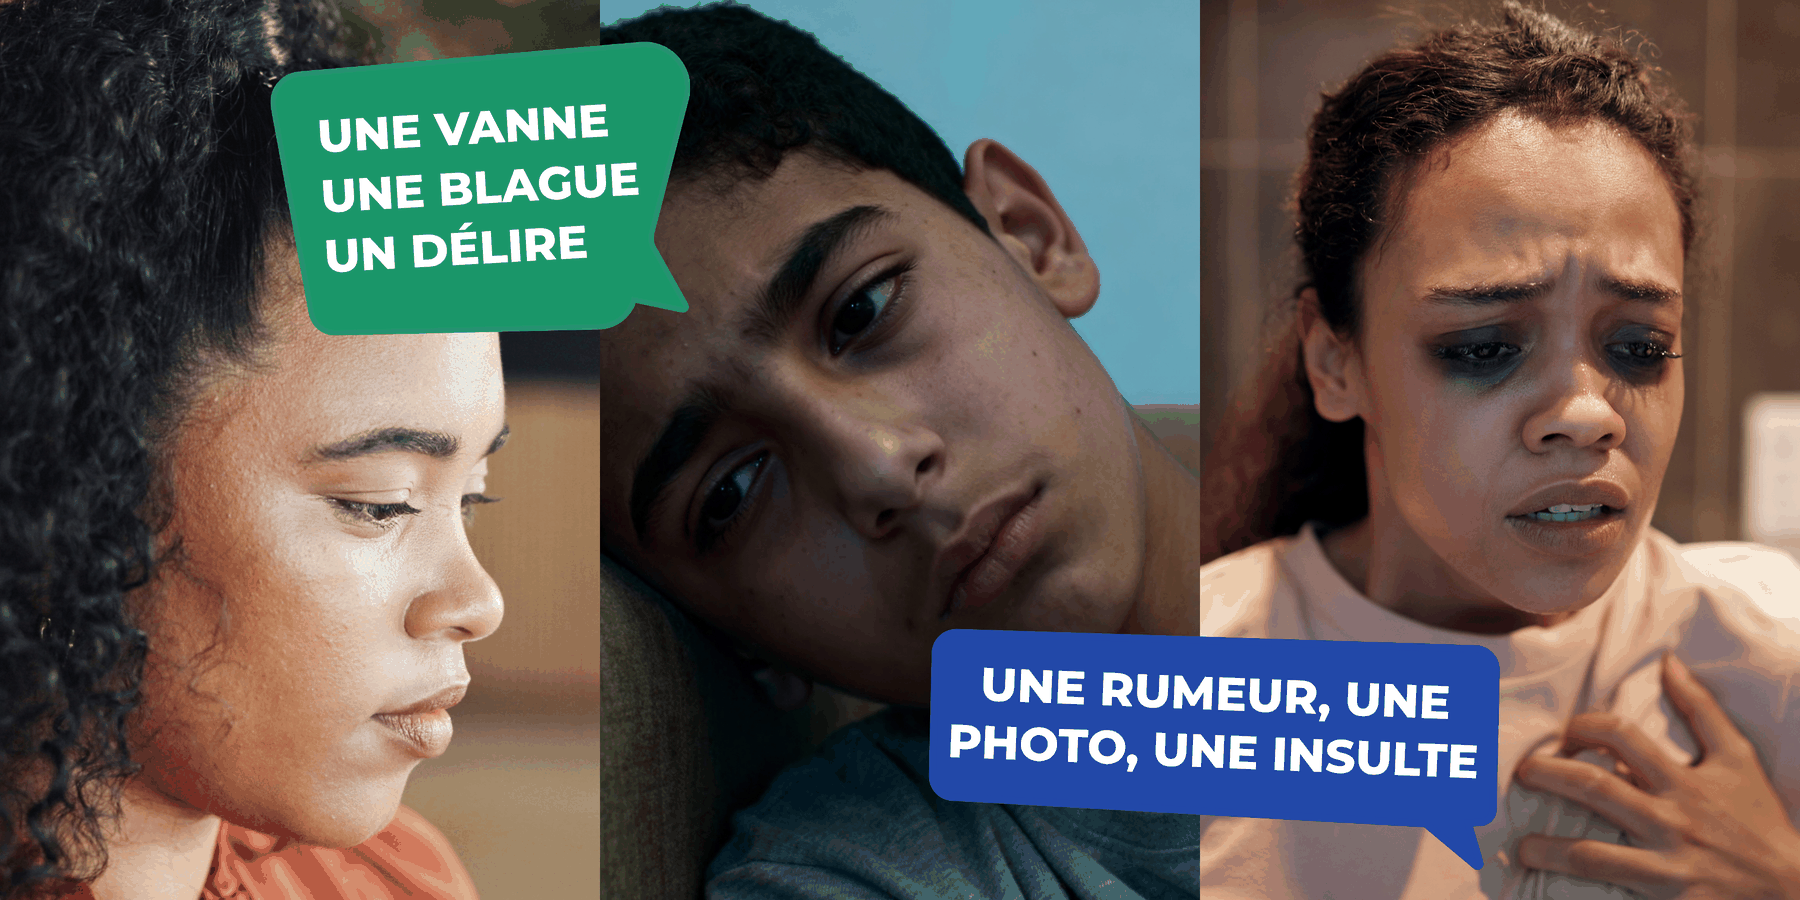 UNE VANNE
UNE BLAGUE
UN DÉLIRE
UNE RUMEUR, UNE
PHOTO, UNE INSULTE